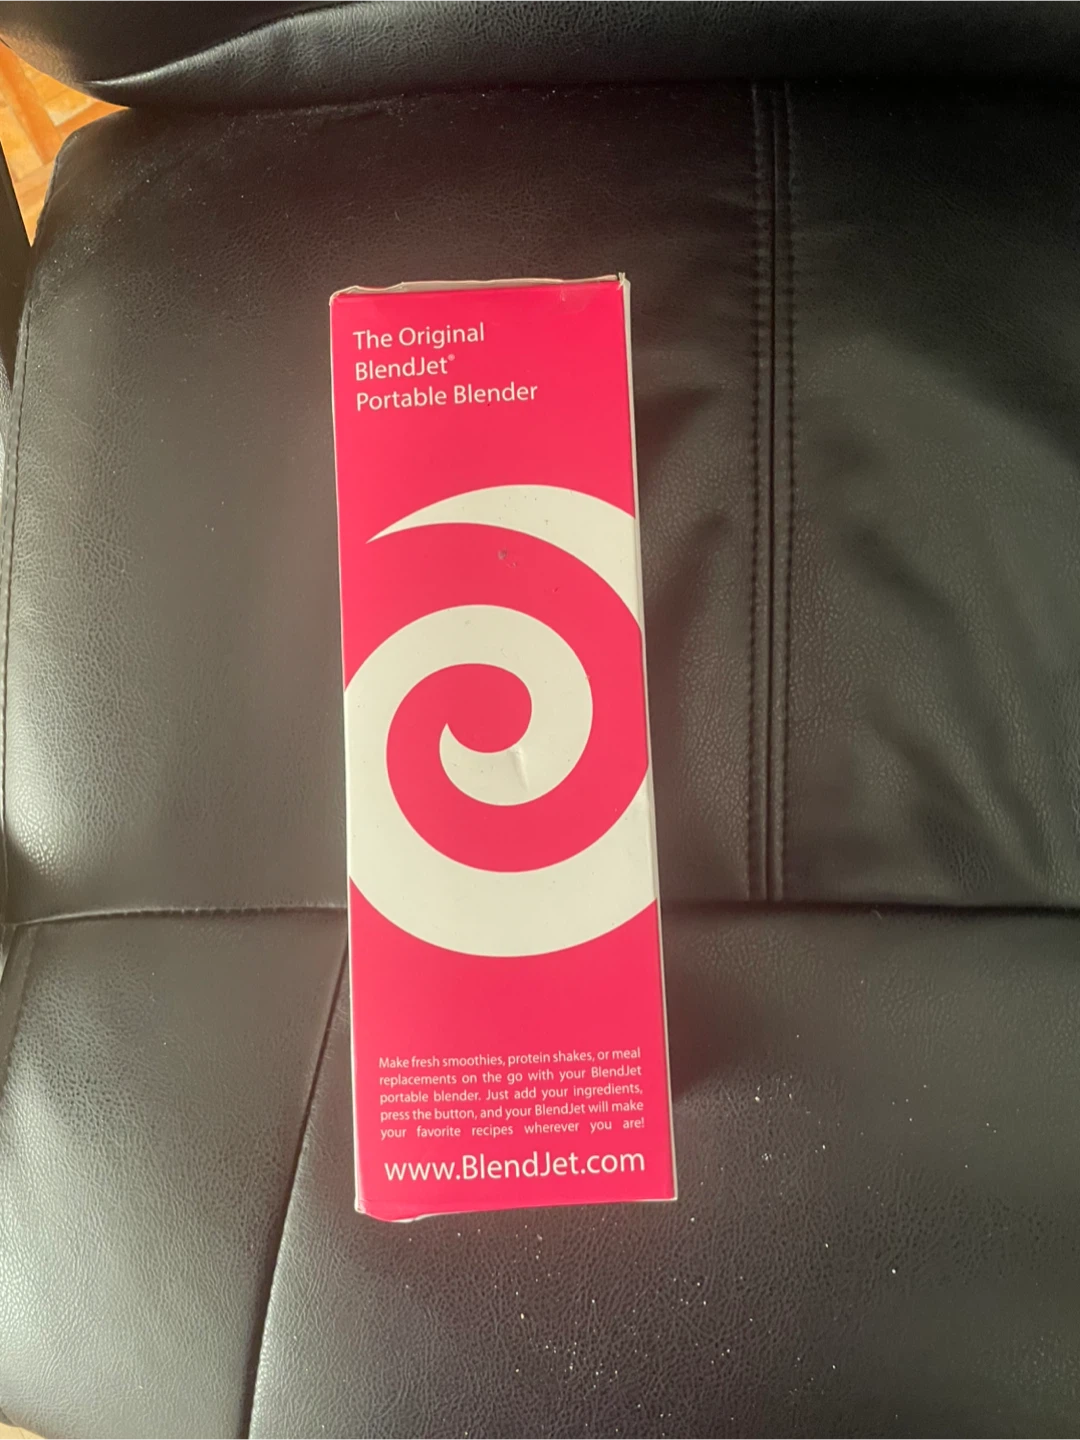 The Original
BlendJet®
Portable Blender
Make fresh smoothies, protein shakes, or meal
replacements on the go with your BlendJet
portable blender. Just add your ingredients,
press the button, and your BlendJet will make
your favorite recipes wherever you are!
www.BlendJet.com